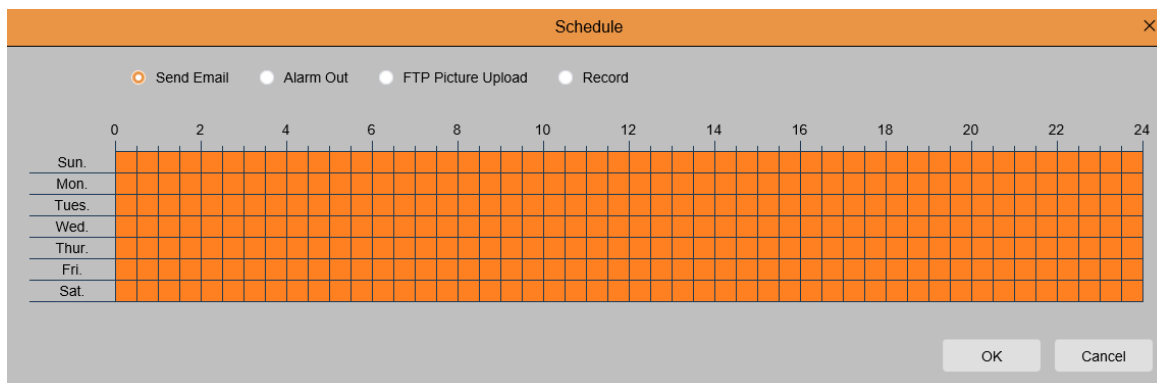 Schedule
Send Email Alarm Out FTP Picture Upload Record
0 2 4 6 8 10 12 14 16 18 20 22 24
Sun.
Mon.
Tues.
Wed.
Thur.
Fri.
Sat.
OK Cancel